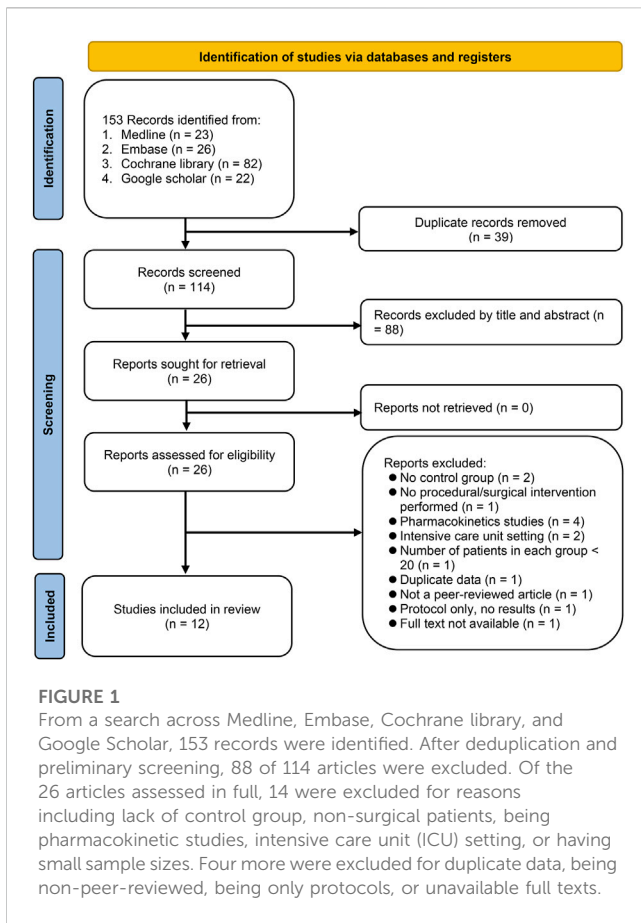 Identification of studies via databases and registers
Identification
153 Records identified from:
1. Medline (n = 23)
2. Embase (n = 26)
3. Cochrane library (n = 82)
4. Google scholar (n = 22)
Duplicate records removed
(n = 39)
Screening
Records screened
(n = 114)
Records excluded by title and abstract (n
= 88)
Reports sought for retrieval
(n = 26)
Reports not retrieved (n = 0)
Reports assessed for eligibility
(n = 26)
Reports excluded:
● No control group (n = 2)
● No procedural/surgical intervention
performed (n = 1)
● Pharmacokinetics studies (n = 4)
● Intensive care unit setting (n = 2)
● Number of patients in each group <
20 (n = 1)
● Duplicate data (n = 1)
● Not a peer-reviewed article (n = 1)
● Protocol only, no results (n = 1)
● Full text not available (n = 1)
Included
Studies included in review
(n = 12)
FIGURE 1
From a search across Medline, Embase, Cochrane library, and
Google Scholar, 153 records were identified. After deduplication and
preliminary screening, 88 of 114 articles were excluded. Of the
26 articles assessed in full, 14 were excluded for reasons
including lack of control group, non-surgical patients, being
pharmacokinetic studies, intensive care unit (ICU) setting, or having
small sample sizes. Four more were excluded for duplicate data, being
non-peer-reviewed, being only protocols, or unavailable full texts.